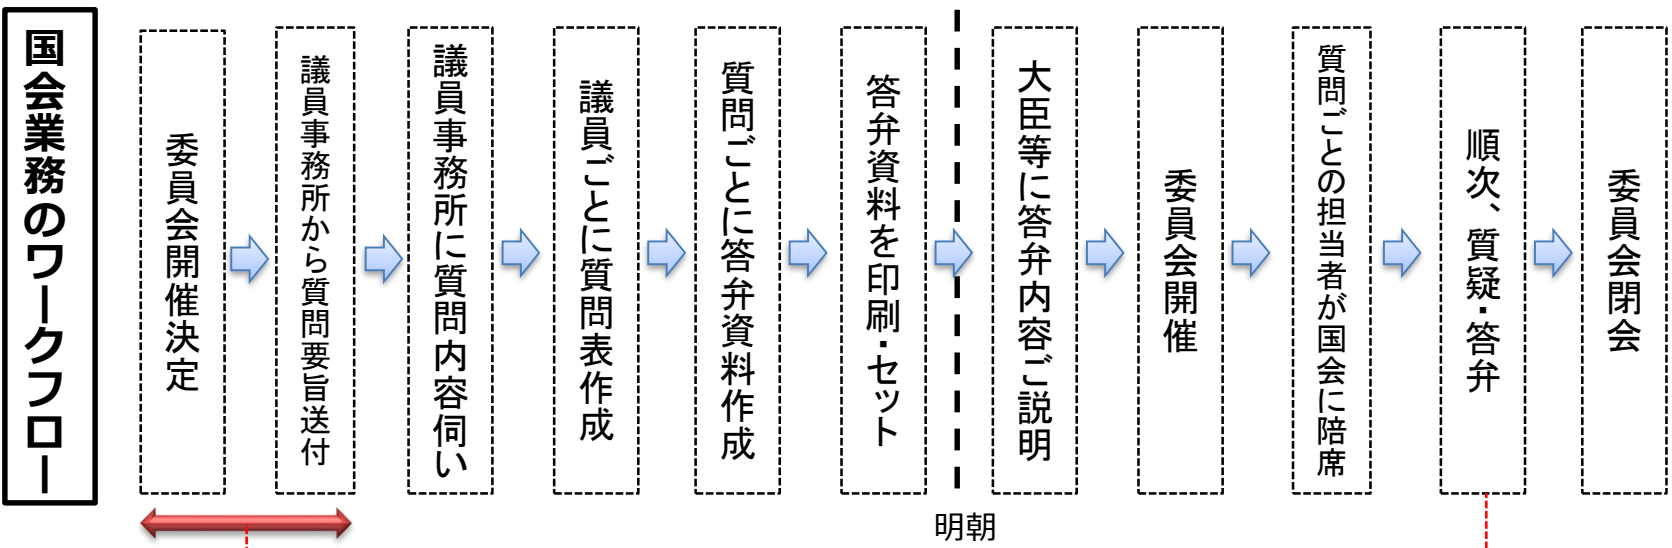 国会業務のワークフロー
委員会開催決定
議員事務所から質問要旨送付
議員事務所に質問内容伺い
議員ごとに質問表作成
質問ごとに答弁資料作成
答弁資料を印刷・セット
明朝
大臣等に答弁内容ご説明
委員会開催
質問ごとの担当者が国会に陪席
順次、質疑・答弁
委員会閉会